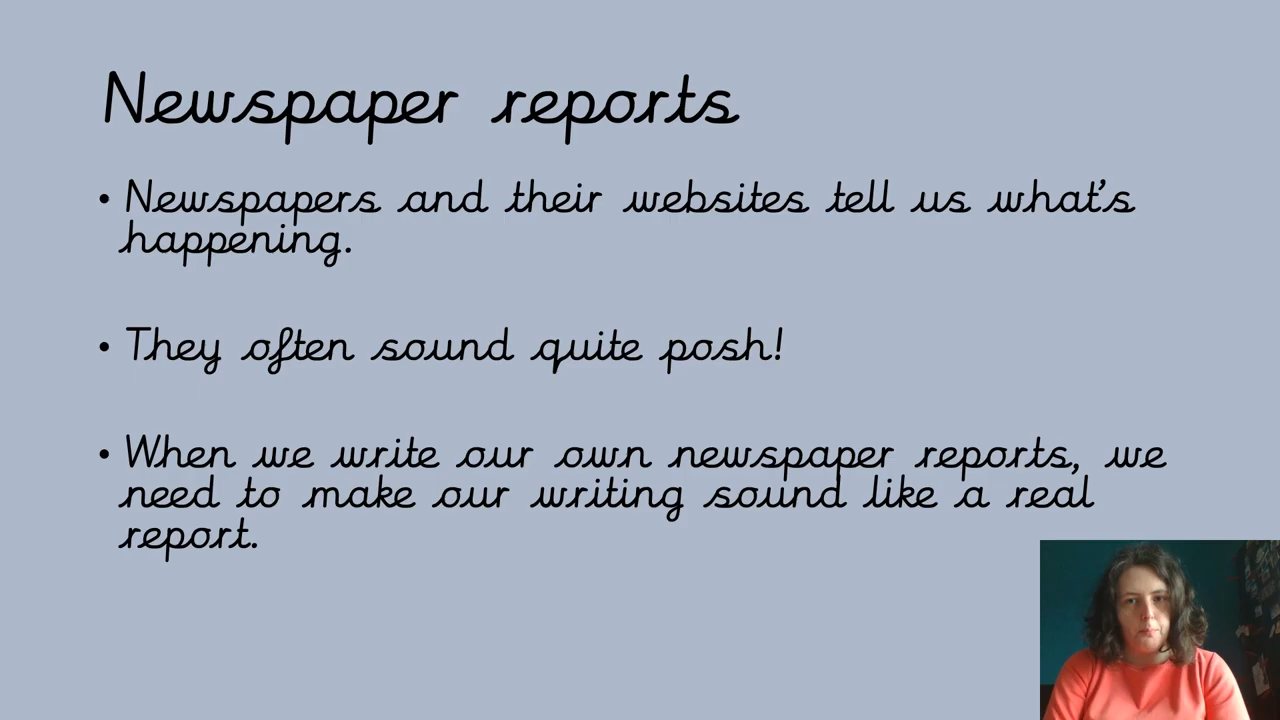 Newspaper reports
• Newspapers and their websites tell us what’s
happening.
• They often sound quite posh!
• When we write our own newspaper reports, we
need to make our writing sound like a real
report.